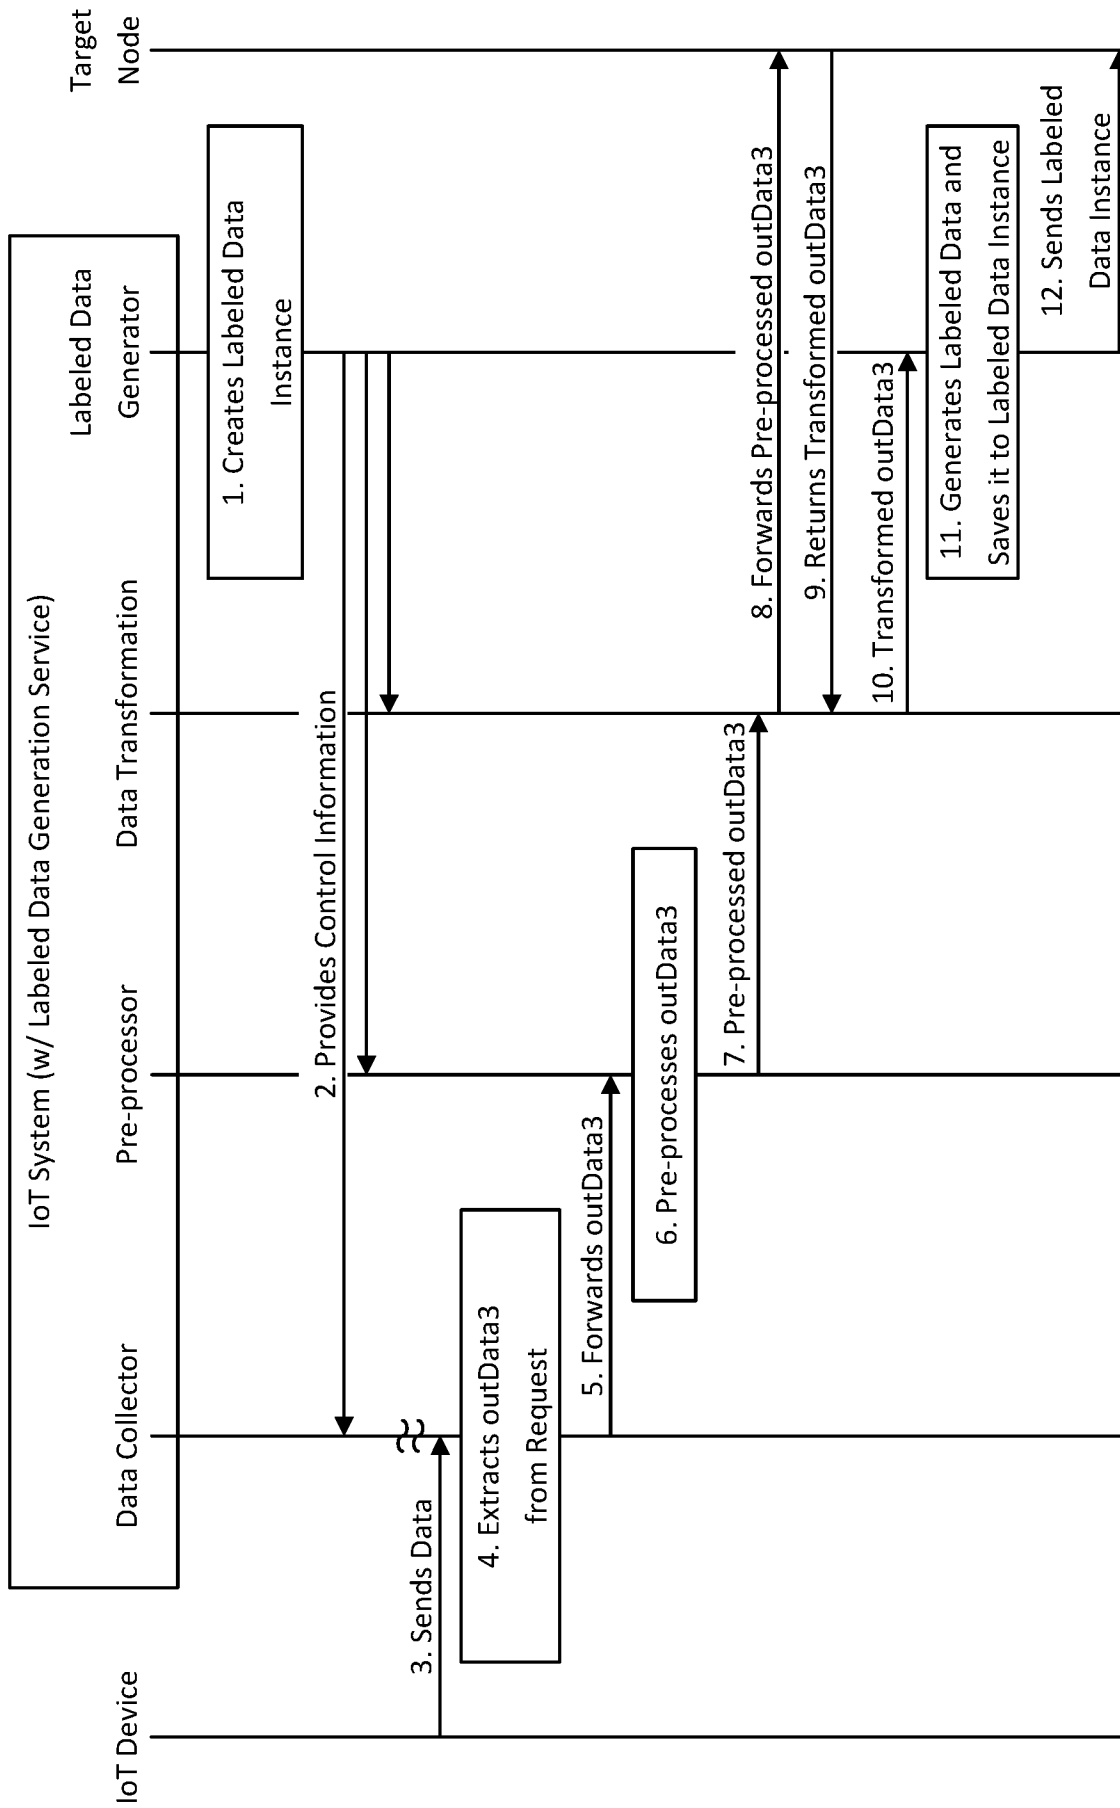 IoT System (w/ Labeled Data Generation Service)
IoT Device
Data Collector
Pre-processor
Data Transformation
Labeled Data
Generator
Target
Node
1. Creates Labeled Data
Instance
2. Provides Control Information
3. Sends Data
4. Extracts outData3
from Request
5. Forwards outData3
6. Pre-processes outData3
7. Pre-processed outData3
8. Forwards Pre-processed outData3
9. Returns Transformed outData3
10. Transformed outData3
11. Generates Labeled Data and
Saves it to Labeled Data Instance
12. Sends Labeled
Data Instance